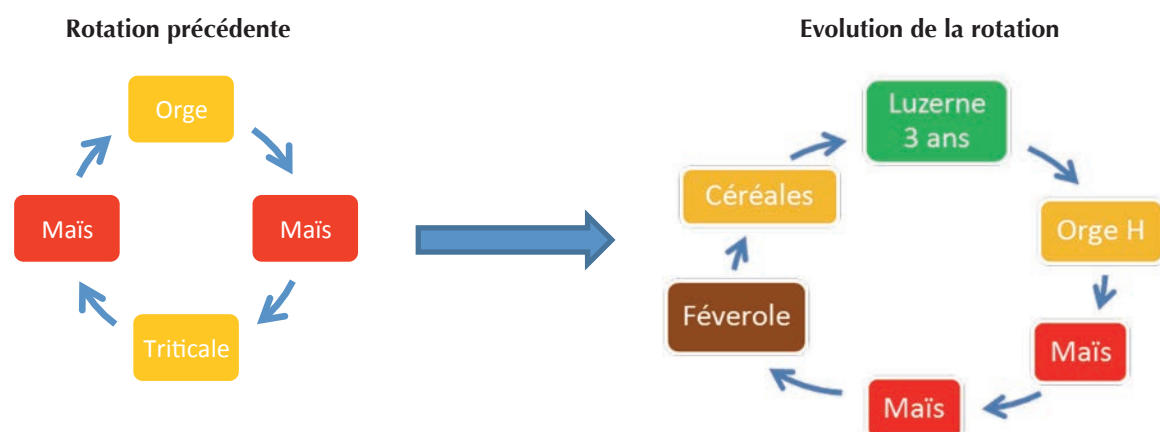 Rotation précédente
Orge
Maïs
Maïs
Triticale
Evolution de la rotation
Luzerne
3 ans
Céréales
Orge H
Féverole
Maïs
Maïs